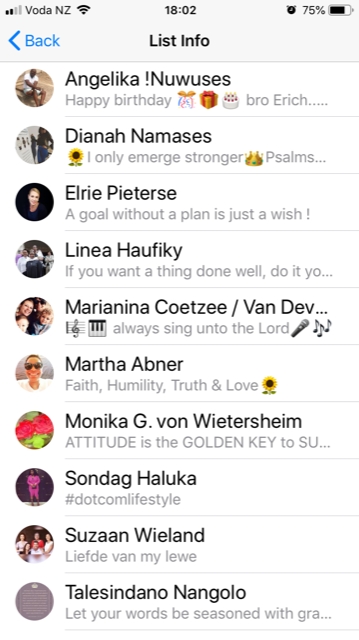 Voda NZ 18:02 75%
Back List Info
Angelika !Nuwuses
Happy birthday 🎊🎁🎂 bro Erich.....
Dianah Namases
🌻I only emerge stronger👑Psalms...
Elrie Pieterse
A goal without a plan is just a wish !
Linea Haufiky
If you want a thing done well, do it yo...
Marianina Coetzee / Van Dev...
🎼🎹 always sing unto the Lord🎤🎶
Martha Abner
Faith, Humility, Truth & Love🌻
Monika G. von Wietersheim
ATTITUDE is the GOLDEN KEY to SU...
Sondag Haluka
#dotcomlifestyle
Suzaan Wieland
Liefde van my lewe
Talesindano Nangolo
Let your words be seasoned with gra...